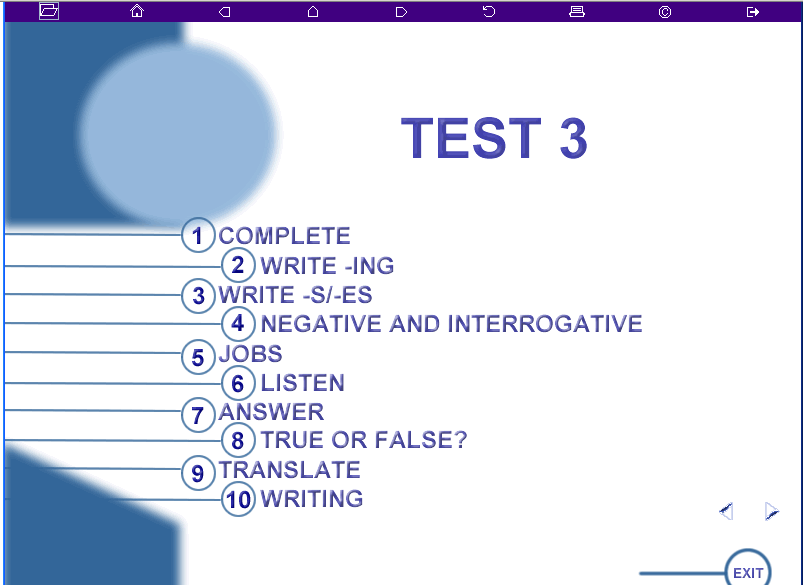 TEST 3
1 COMPLETE
2 WRITE -ING
3 WRITE -S/-ES
4 NEGATIVE AND INTERROGATIVE
5 JOBS
6 LISTEN
7 ANSWER
8 TRUE OR FALSE?
9 TRANSLATE
10 WRITING
EXIT